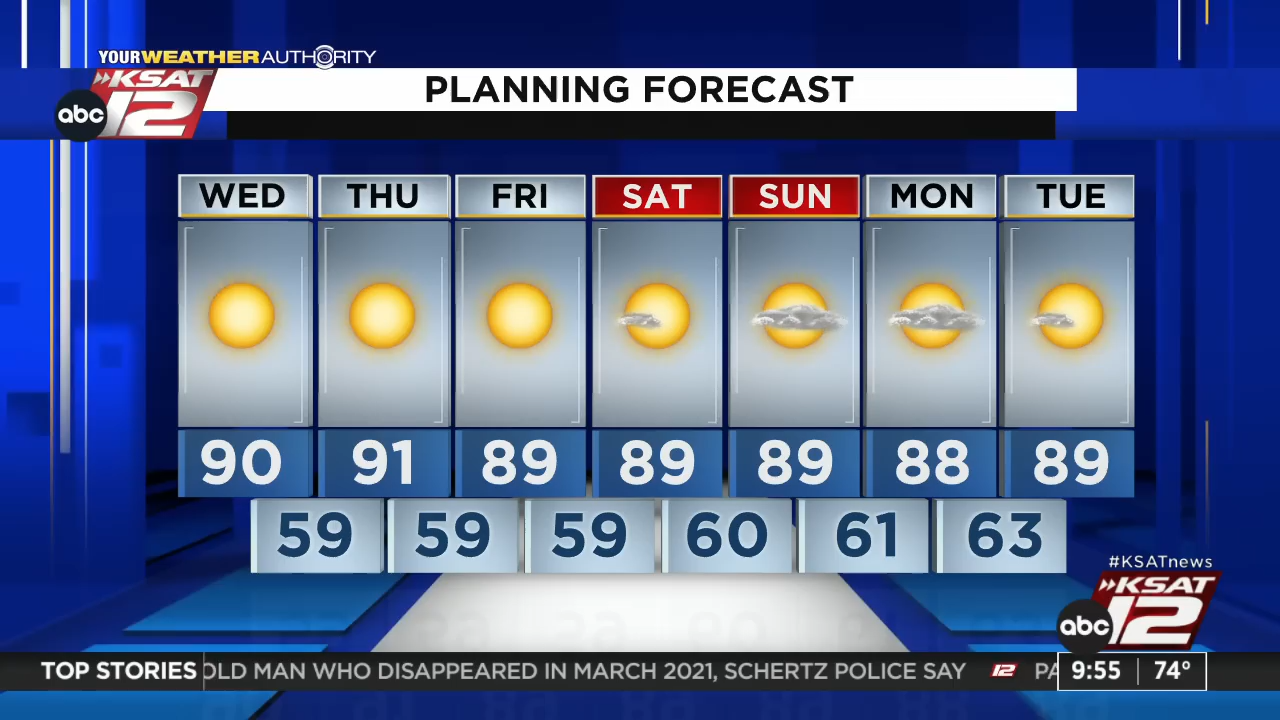 YOURWEATHERAUTHORITY
KSAT
abc 12
PLANNING FORECAST
WED THU FRI SAT SUN MON TUE
90 91 89 89 89 88 89
59 59 59 60 61 63
#KSATnews
KSAT
abc 12
TOP STORIES OLD MAN WHO DISAPPEARED IN MARCH 2021, SCHERTZ POLICE SAY 12 PA 9:55 74°